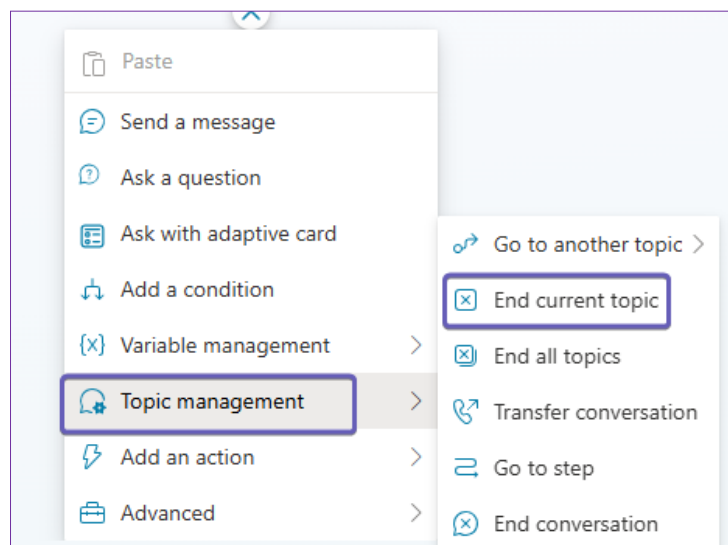 Paste
Send a message
Ask a question
Ask with adaptive card
Add a condition
Variable management
Topic management
Add an action
Advanced
Go to another topic
End current topic
End all topics
Transfer conversation
Go to step
End conversation